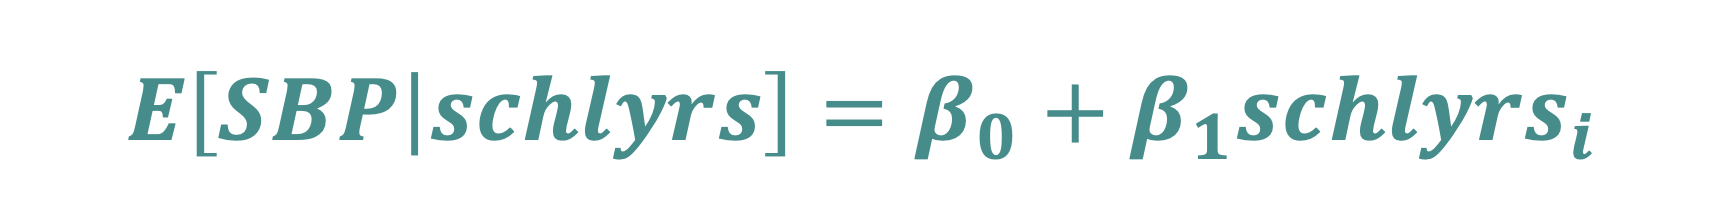 E[SBP|schlyrs] = β₀ + β₁schlyrsᵢ